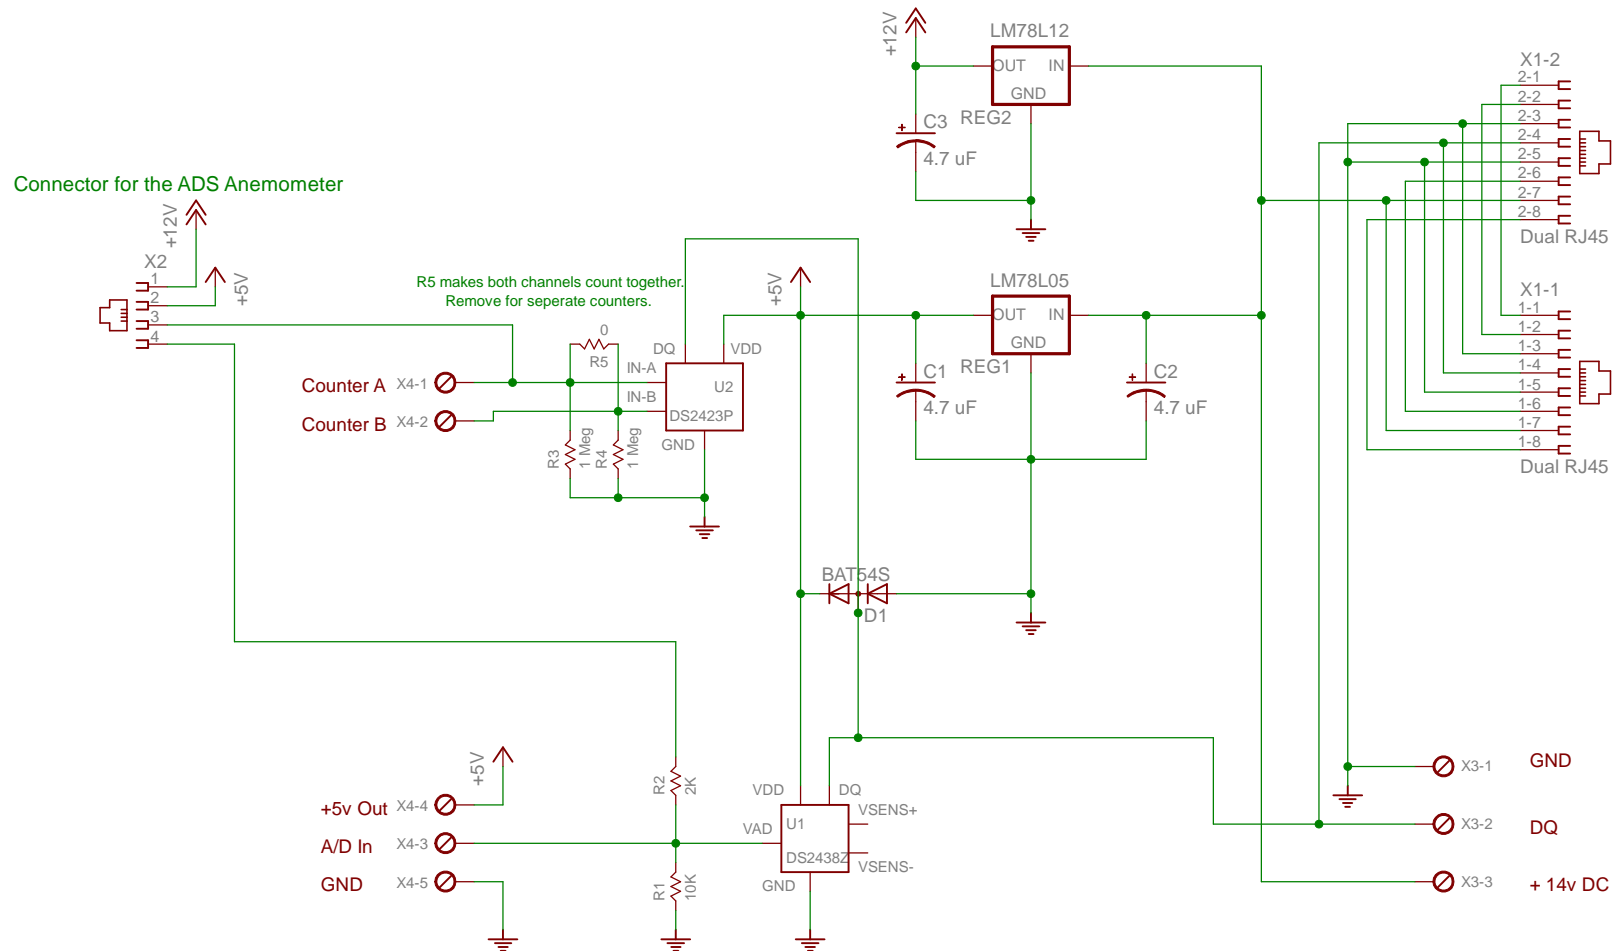 +12V
LM78L12
OUT IN
GND
REG2
C3
4.7 uF
X1-2
2-1
2-2
2-3
2-4
2-5
2-6
2-7
2-8
Dual RJ45
Connector for the ADS Anemometer
+12V
X2
1
2
3
4
+5V
R5 makes both channels count together.
Remove for seperate counters.
0
R5
DQ
VDD
IN-A
IN-B
U2
DS2423P
GND
Counter A X4-1
Counter B X4-2
R3
1 Meg
R4
1 Meg
+5V
LM78L05
OUT IN
GND
REG1
C1
4.7 uF
C2
4.7 uF
X1-1
1-1
1-2
1-3
1-4
1-5
1-6
1-7
1-8
Dual RJ45
BAT54S
D1
+5V
+5v Out X4-4
A/D In X4-3
GND X4-5
R2
2K
R1
10K
VDD
DQ
VAD
U1
DS2438Z
VSENS+
VSENS-
GND
X3-1 GND
X3-2 DQ
X3-3 + 14v DC